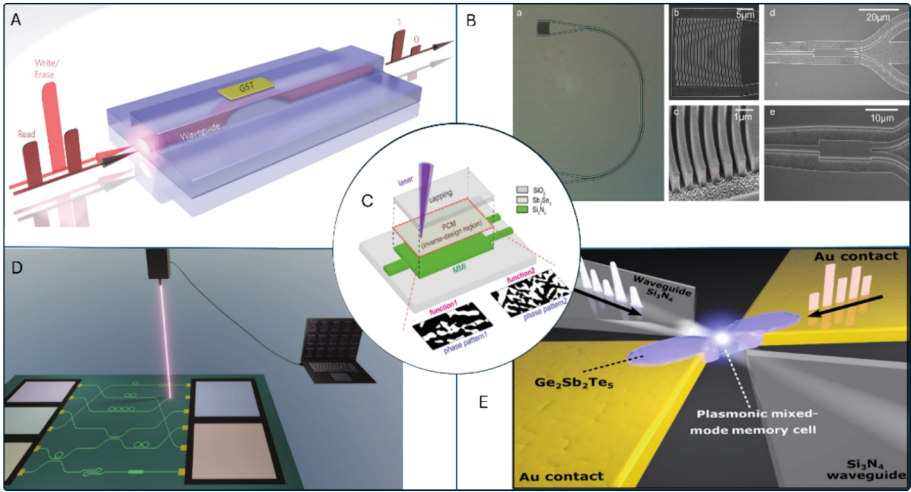 A
Write/
Erase
Read
GST
Waveguide
1
0
B
a
b
5μm
c
1μm
d
20μm
e
10μm
C
laser
capping
PCM
(inverse-design region)
MMI
SiO2
Sb2Se3
Si3N4
function1
phase pattern1
function2
phase pattern2
D
E
Waveguide
Si3N4
Au contact
Ge2Sb2Te5
Plasmonic mixed-
mode memory cell
Au contact
Si3N4
waveguide